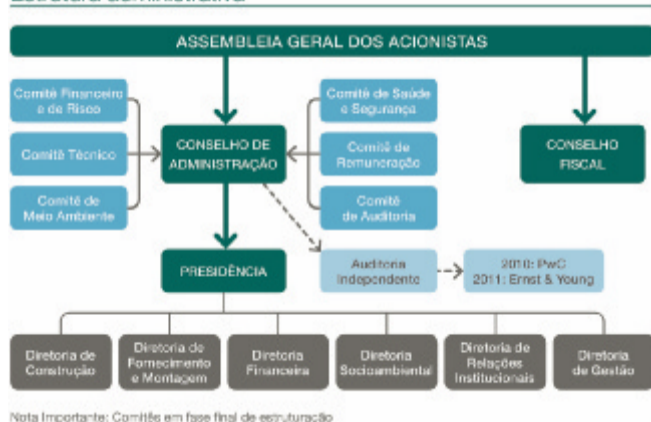 Estrutura administrativa
ASSEMBLEIA GERAL DOS ACIONISTAS
Comitê Financeiro
e de Risco
Comitê Técnico
Comitê de
Meio Ambiente
CONSELHO DE
ADMINISTRAÇÃO
Comitê de Saúde
e Segurança
Comitê de
Remuneração
Comitê
de Auditoria
CONSELHO
FISCAL
PRESIDÊNCIA
Auditoria
Independente
2010: PwC
2011: Ernst & Young
Diretoria de
Construção
Diretoria de
Fornecimento
e Montagem
Diretoria
Financeira
Diretoria
Socioambiental
Diretoria de
Relações
Institucionais
Diretoria
de Gestão
Nota Importante: Comitês em fase final de estruturação